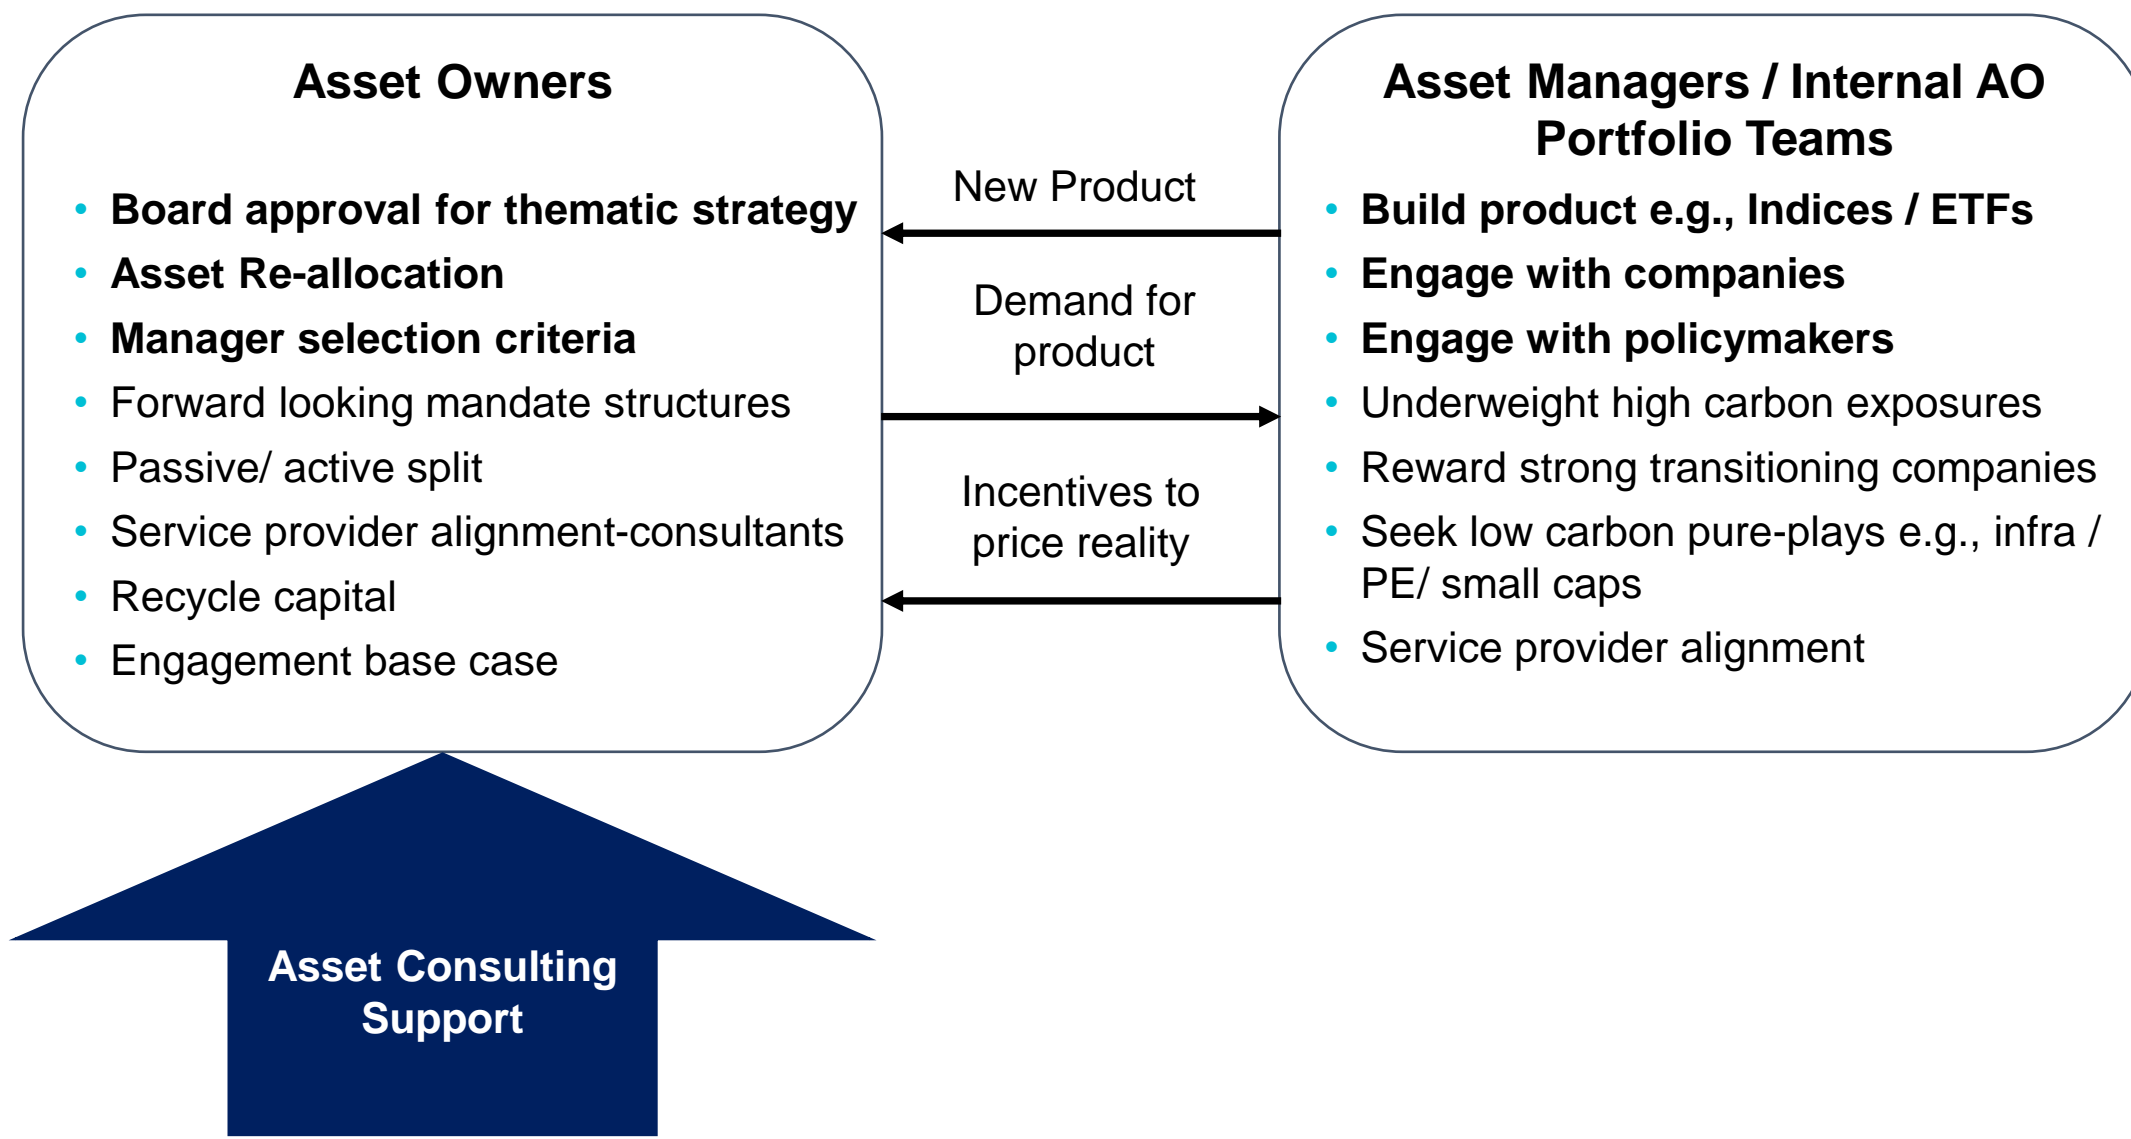 Asset Owners
• Board approval for thematic strategy
• Asset Re-allocation
• Manager selection criteria
• Forward looking mandate structures
• Passive/ active split
• Service provider alignment-consultants
• Recycle capital
• Engagement base case
New Product
Demand for
product
Incentives to
price reality
Asset Managers / Internal AO
Portfolio Teams
• Build product e.g., Indices / ETFs
• Engage with companies
• Engage with policymakers
• Underweight high carbon exposures
• Reward strong transitioning companies
• Seek low carbon pure-plays e.g., infra /
PE/ small caps
• Service provider alignment
Asset Consulting
Support